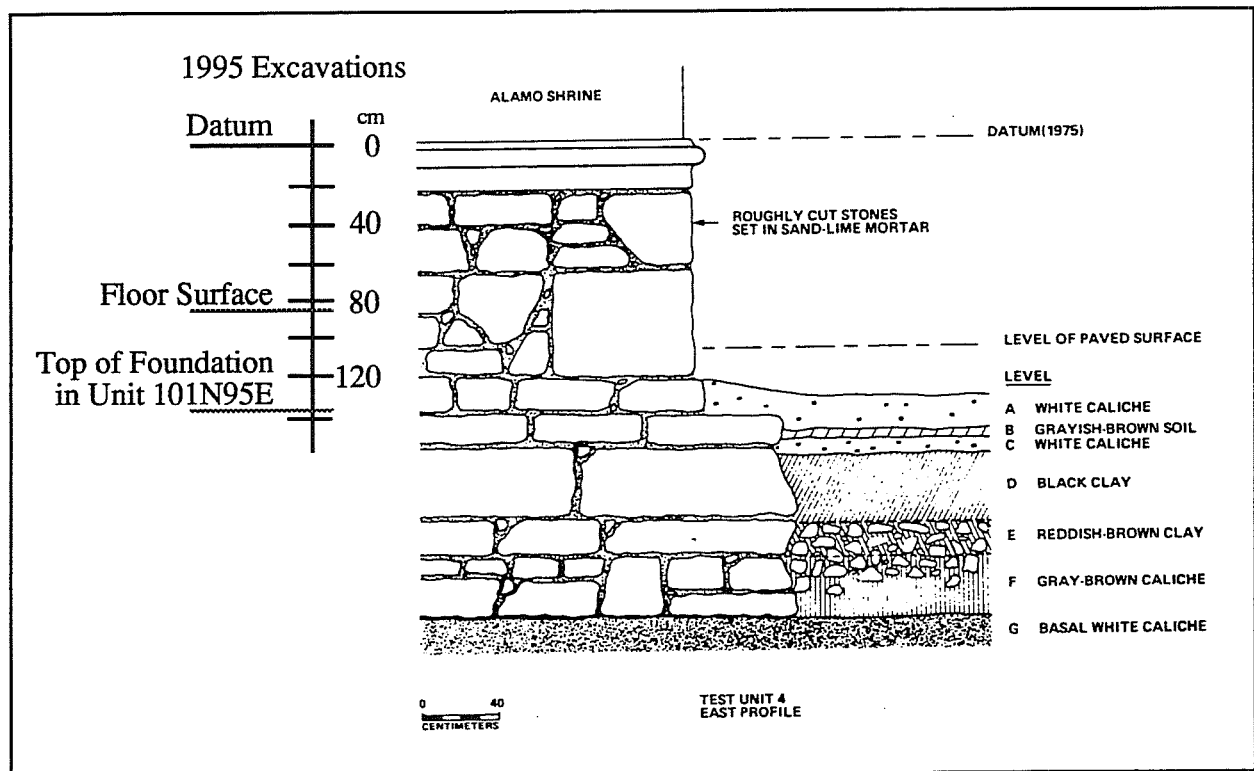 1995 Excavations
Datum
cm
0
40
Floor Surface
80
Top of Foundation
in Unit 101N95E
120
ALAMO SHRINE
DATUM(1975)
ROUGHLY CUT STONES
SET IN SAND-LIME MORTAR
LEVEL OF PAVED SURFACE
LEVEL
A WHITE CALICHE
B GRAYISH-BROWN SOIL
C WHITE CALICHE
D BLACK CLAY
E REDDISH-BROWN CLAY
F GRAY-BROWN CALICHE
G BASAL WHITE CALICHE
0 40
CENTIMETERS
TEST UNIT 4
EAST PROFILE